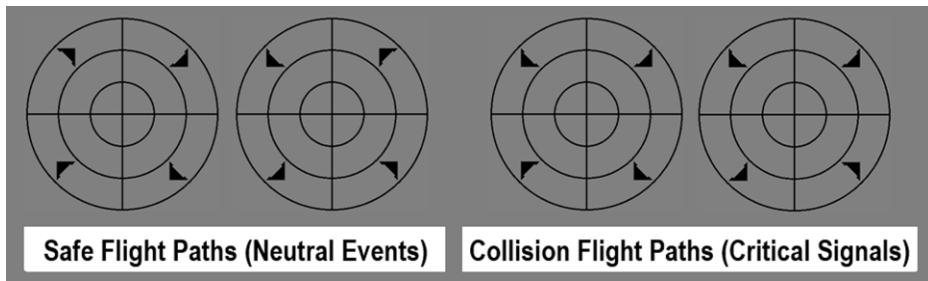 Safe Flight Paths (Neutral Events)
Collision Flight Paths (Critical Signals)